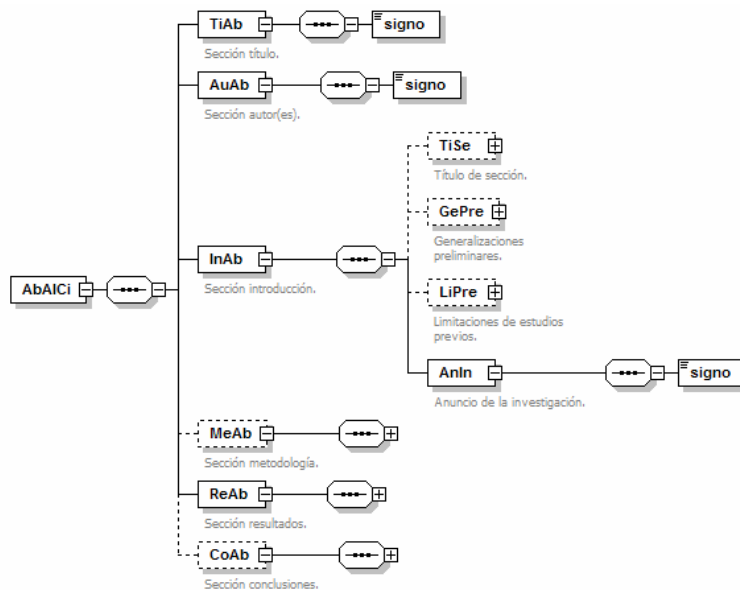 TiAb
signo
Sección título.
AuAb
signo
Sección autor(es).
TiSe
Título de sección.
GePre
Generalizaciones
preliminares.
InAb
Sección introducción.
AbAlCi
LiPre
Limitaciones de estudios
previos.
AnIn
signo
Anuncio de la investigación.
MeAb
Sección metodología.
ReAb
Sección resultados.
CoAb
Sección conclusiones.